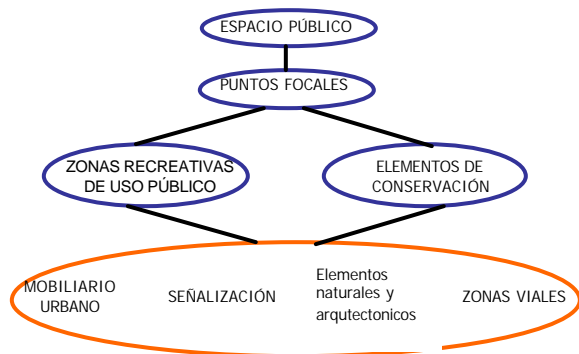 ESPACIO PÚBLICO
PUNTOS FOCALES
ZONAS RECREATIVAS
DE USO PÚBLICO
ELEMENTOS DE
CONSERVACIÓN
MOBILIARIO
URBANO
SEÑALIZACIÓN
Elementos
naturales y
arqutectonicos
ZONAS VIALES